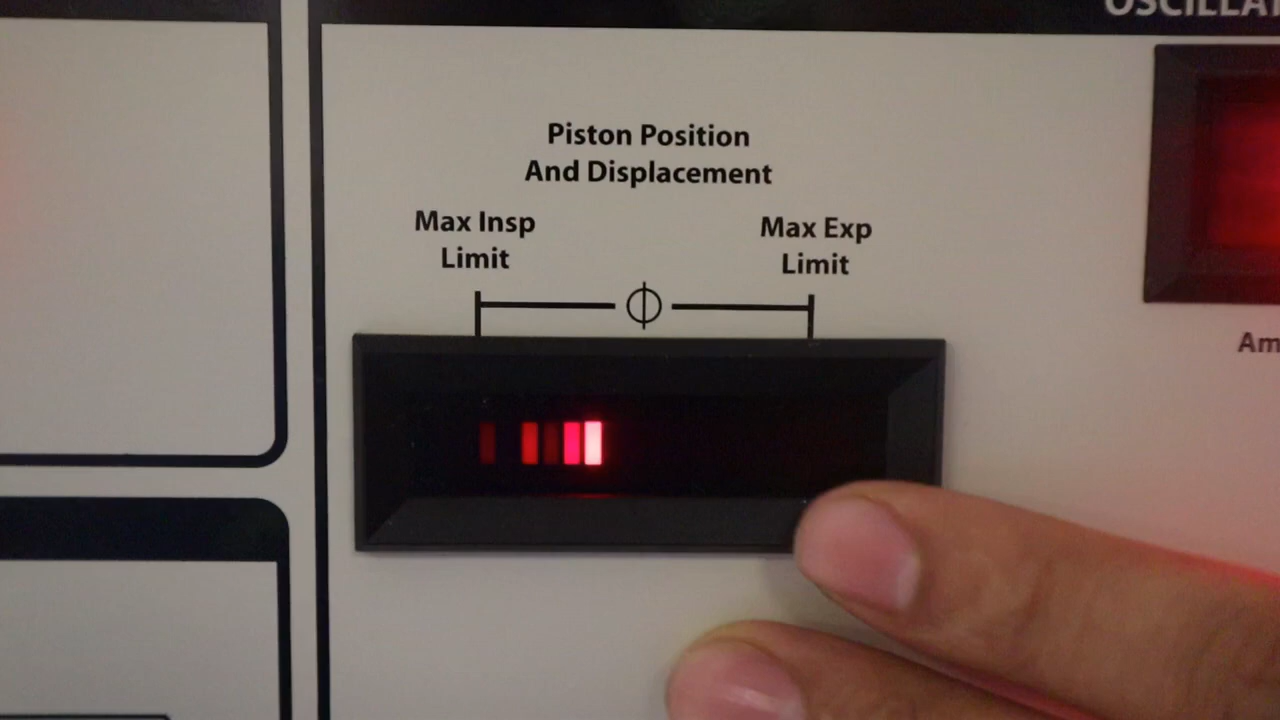 Piston Position
And Displacement
Max Insp
Limit
Max Exp
Limit